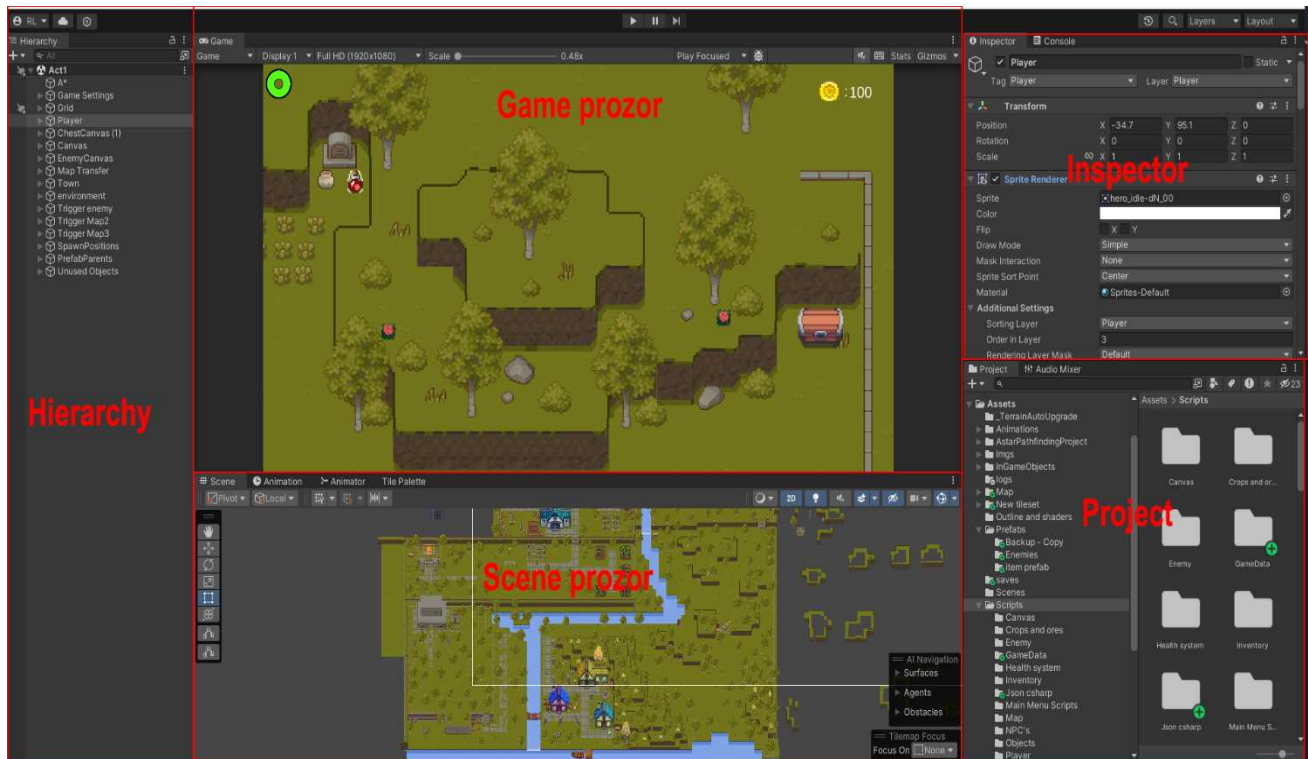 RL
Layers
Layout
Hierarchy
All
Act1
A*
Game Settings
Grid
Player
ChestCanvas (1)
Canvas
EnemyCanvas
Map Transfer
Town
environment
Trigger enemy
Trigger Map2
Trigger Map3
SpawnPositions
PrefabParents
Unused Objects
Hierarchy
Game
Game Display 1 Full HD (1920x1080) Scale 0.48x Play Focused Stats Gizmos
:100
Game prozor
Scene Animation Animator Tile Palette
Pivot Local 2D
Scene prozor
AI Navigation
Surfaces
Agents
Obstacles
Tilemap Focus
Focus On None
Inspector Console
Player Static
Tag Player Layer Player
Transform
Position X -34.7 Y 95.1 Z 0
Rotation X 0 Y 0 Z 0
Scale X 1 Y 1 Z 1
Inspector
Sprite Renderer
Sprite hero_idle-dN_00
Color
Flip X Y
Draw Mode Simple
Mask Interaction None
Sprite Sort Point Center
Material Sprites-Default
Additional Settings
Sorting Layer Player
Order in Layer 3
Rendering Layer Mask Default
Project Audio Mixer
23
Assets
_TerrainAutoUpgrade
Animations
AstarPathfindingProject
Imgs
InGameObjects
logs
Map
New tileset
Outline and shaders
Prefabs
Backup - Copy
Enemies
Item prefab
saves
Scenes
Scripts
Canvas
Crops and ores
Enemy
GameData
Health system
Inventory
Json csharp
Main Menu Scripts
Map
NPC's
Objects
Player
Assets > Scripts
Canvas Crops and or...
Project
Enemy GameData
Health system Inventory
Json csharp Main Menu S...